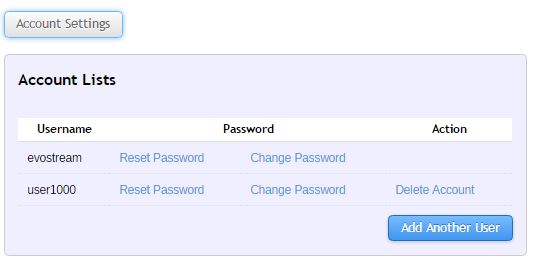 Account Settings
Account Lists
Username Password Action
evostream Reset Password Change Password
user1000 Reset Password Change Password Delete Account
Add Another User